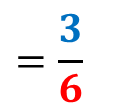 = 3/6